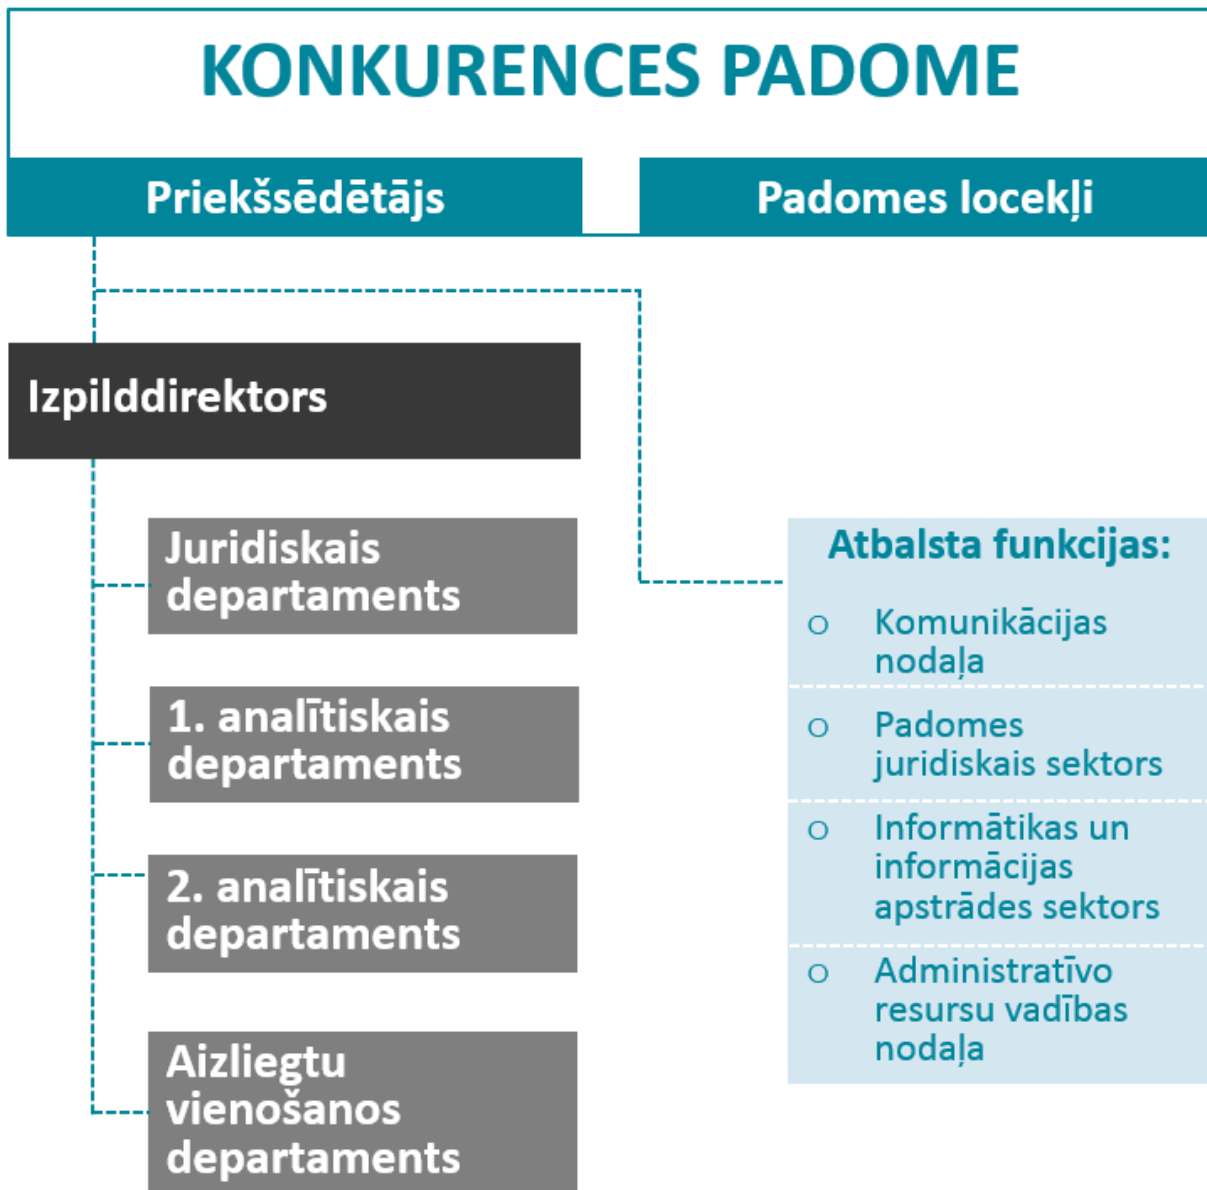 KONKURENCES PADOME
Priekšsēdētājs
Padomes locekļi
Izpilddirektors
Juridiskais
departaments
1. analītiskais
departaments
2. analītiskais
departaments
Aizliegtu
vienošanos
departaments
Atbalsta funkcijas:
o Komunikācijas
nodaļa
o Padomes
juridiskais sektors
o Informātikas un
informācijas
apstrādes sektors
o Administratīvo
resursu vadības
nodaļa